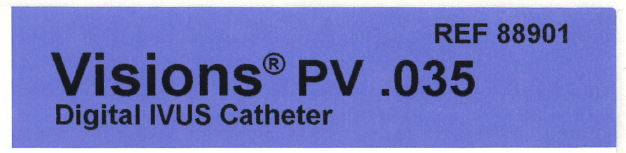 REF 88901
Visions® PV .035
Digital IVUS Catheter